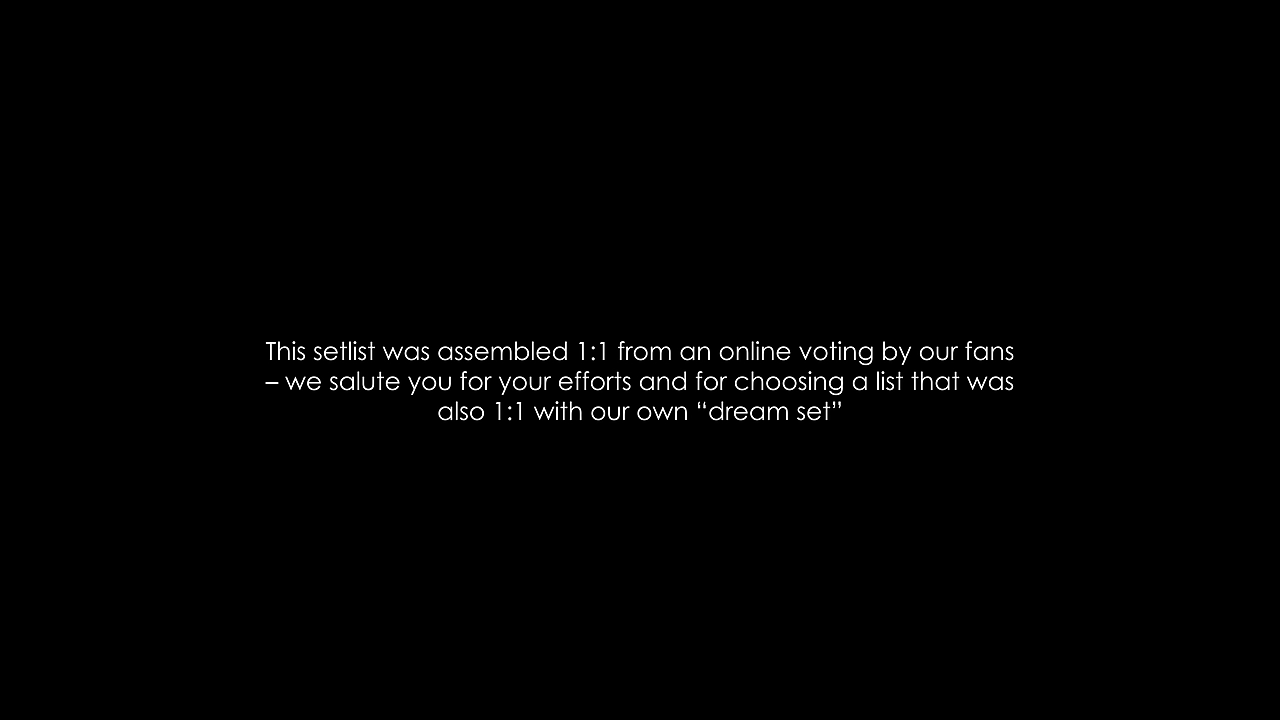 This setlist was assembled 1:1 from an online voting by our fans
– we salute you for your efforts and for choosing a list that was
also 1:1 with our own “dream set”